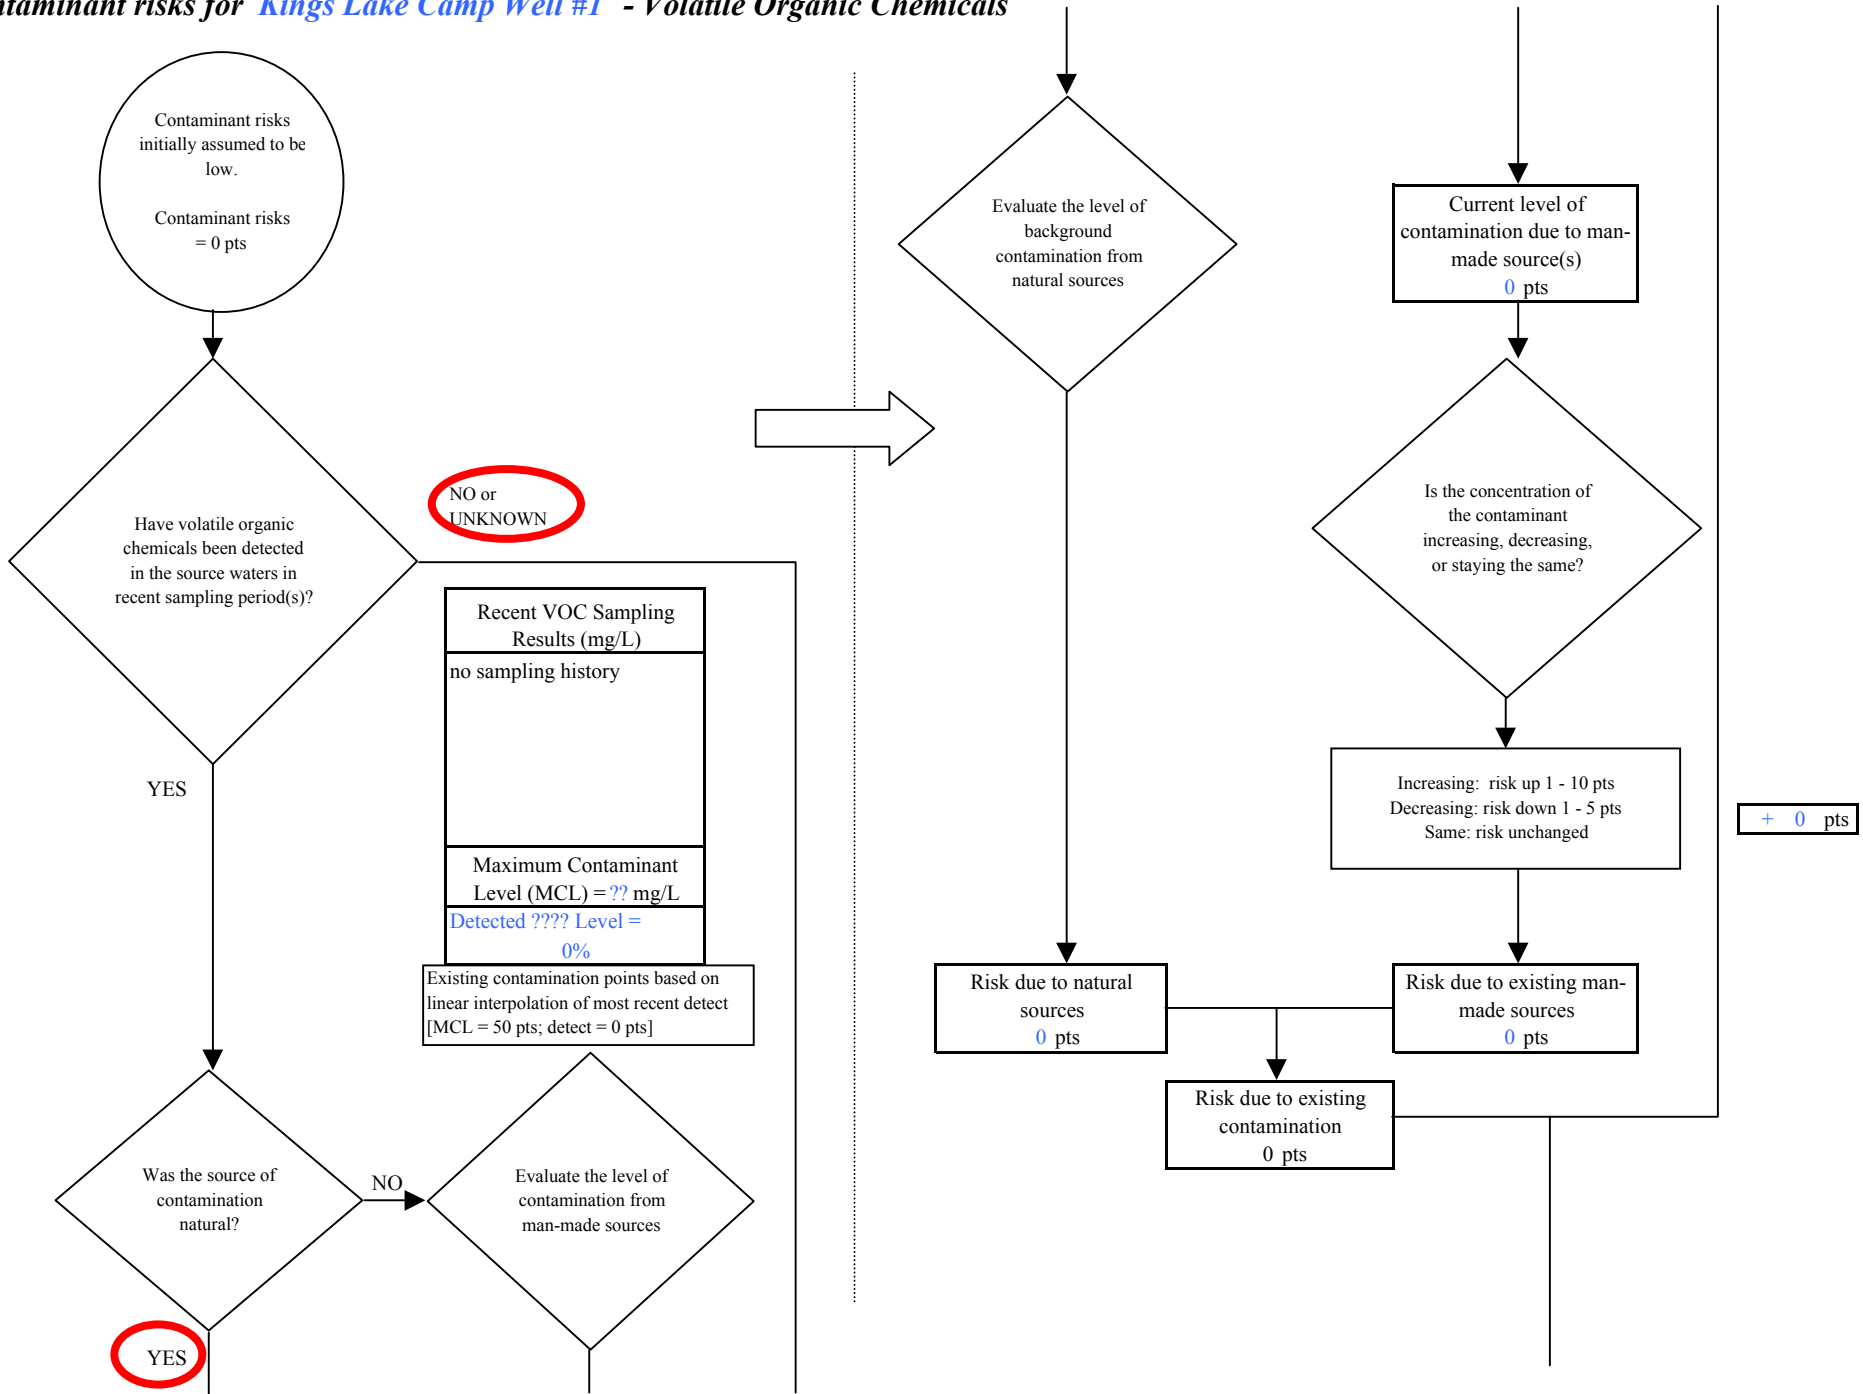 ntaminant risks for Kings Lake Camp Well #1 - Volatile Organic Chemicals
Contaminant risks
initially assumed to be
low.
Contaminant risks
= 0 pts
Have volatile organic
chemicals been detected
in the source waters in
recent sampling period(s)?
NO or
UNKNOWN
YES
Recent VOC Sampling
Results (mg/L)
no sampling history
Maximum Contaminant
Level (MCL) = ?? mg/L
Detected ???? Level =
0%
Existing contamination points based on
linear interpolation of most recent detect
[MCL = 50 pts; detect = 0 pts]
Was the source of
contamination
natural?
NO
YES
Evaluate the level of
contamination from
man-made sources
Evaluate the level of
background
contamination from
natural sources
Current level of
contamination due to man-
made source(s)
0 pts
Is the concentration of
the contaminant
increasing, decreasing,
or staying the same?
Increasing: risk up 1 - 10 pts
Decreasing: risk down 1 - 5 pts
Same: risk unchanged
+ 0 pts
Risk due to natural
sources
0 pts
Risk due to existing man-
made sources
0 pts
Risk due to existing
contamination
0 pts